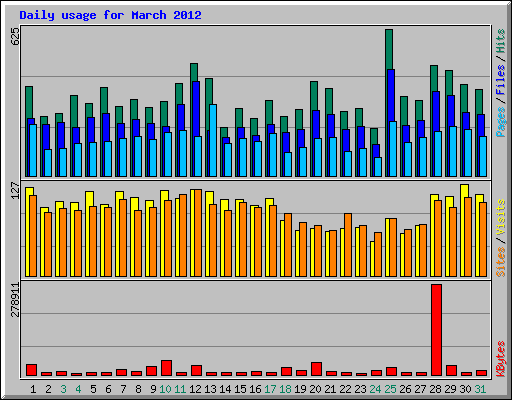 Daily usage for March 2012
625
Pages / Files / Hits
127
Sites / Visits
278911
KBytes
1 2 3 4 5 6 7 8 9 10 11 12 13 14 15 16 17 18 19 20 21 22 23 24 25 26 27 28 29 30 31